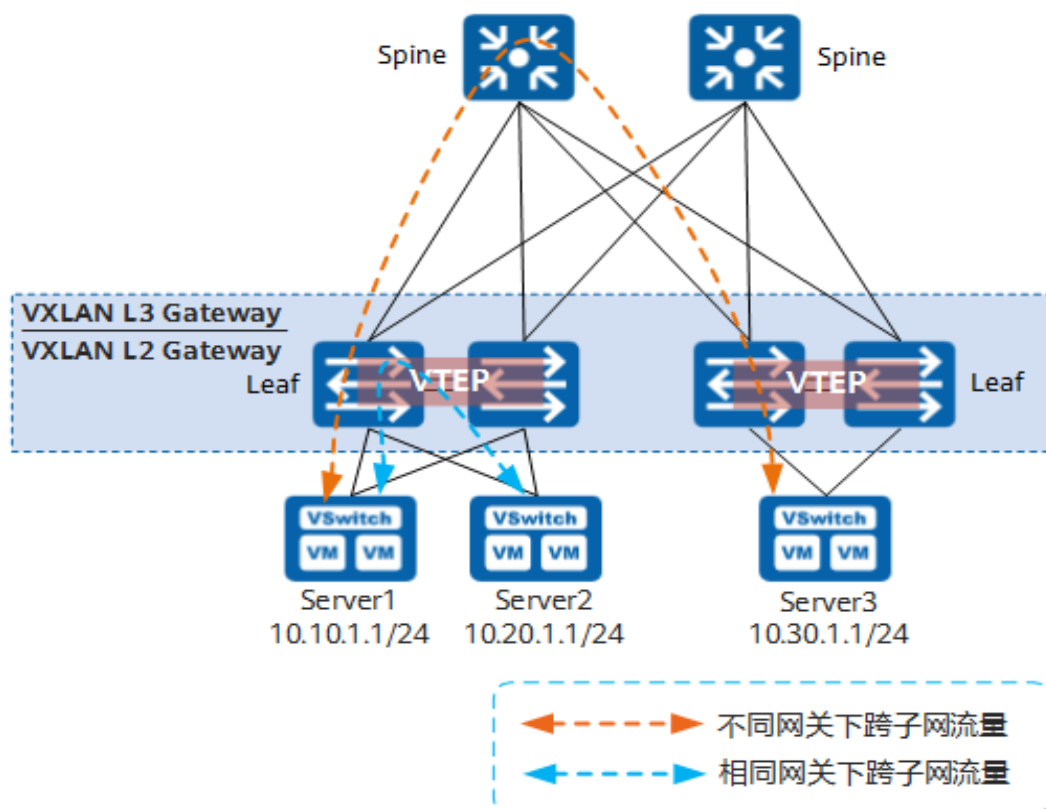 Spine
Spine
VXLAN L3 Gateway
VXLAN L2 Gateway
Leaf
VTEP
VTEP
Leaf
VSwitch
VM VM
VSwitch
VM VM
VSwitch
VM VM
Server1
10.10.1.1/24
Server2
10.20.1.1/24
Server3
10.30.1.1/24
不同网关下跨子网流量
相同网关下跨子网流量